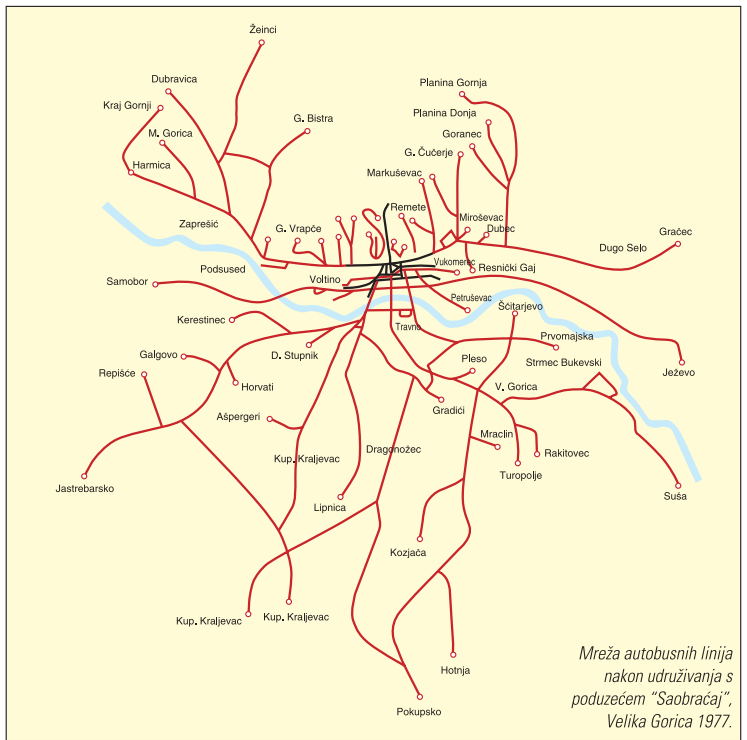 Žeinci
Dubravica
Planina Gornja
Kraj Gornji
Planina Donja
G. Bistra
M. Gorica
Goranec
G. Čučerje
Harmica
Markuševac
Remete
Miroševac
Zaprešić
G. Vrapče
Dubec
Gračec
Dugo Selo
Podsused
Vukomerec
Resnički Gaj
Samobor
Voltino
Petruševac
Ščitarjevo
Kerestinec
Travno
Prvomajska
Galgovo
D. Stupnik
Pleso
Strmec Bukevski
Ježevo
Repišće
Horvati
V. Gorica
Gradići
Ašpergeri
Mraclin
Dragonožec
Rakitovec
Kup. Kraljevac
Turopolje
Jastrebarsko
Suša
Lipnica
Kozjača
Kup. Kraljevac
Kup. Kraljevac
Hotnja
Pokupsko
Mreža autobusnih linija
nakon udruživanja s
poduzećem “Saobraćaj”,
Velika Gorica 1977.